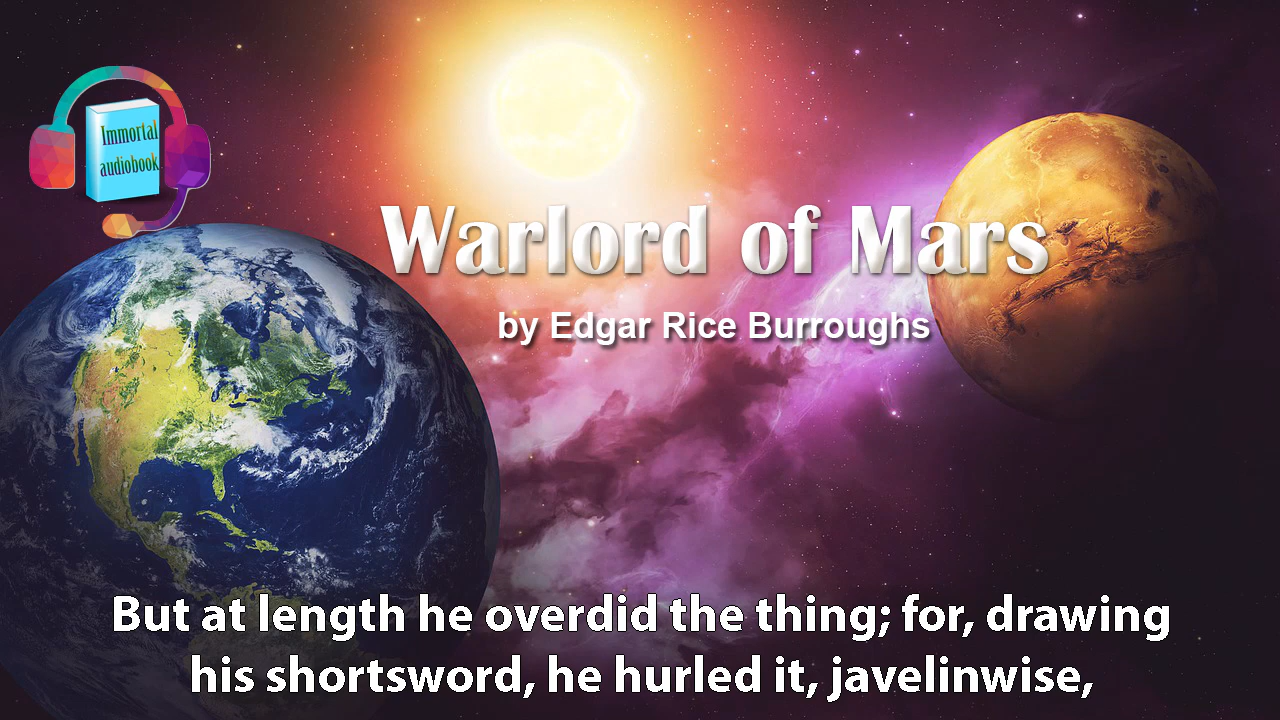 Immortal
audiobook
Warlord of Mars
by Edgar Rice Burroughs
But at length he overdid the thing; for, drawing
his shortsword, he hurled it, javelinwise,